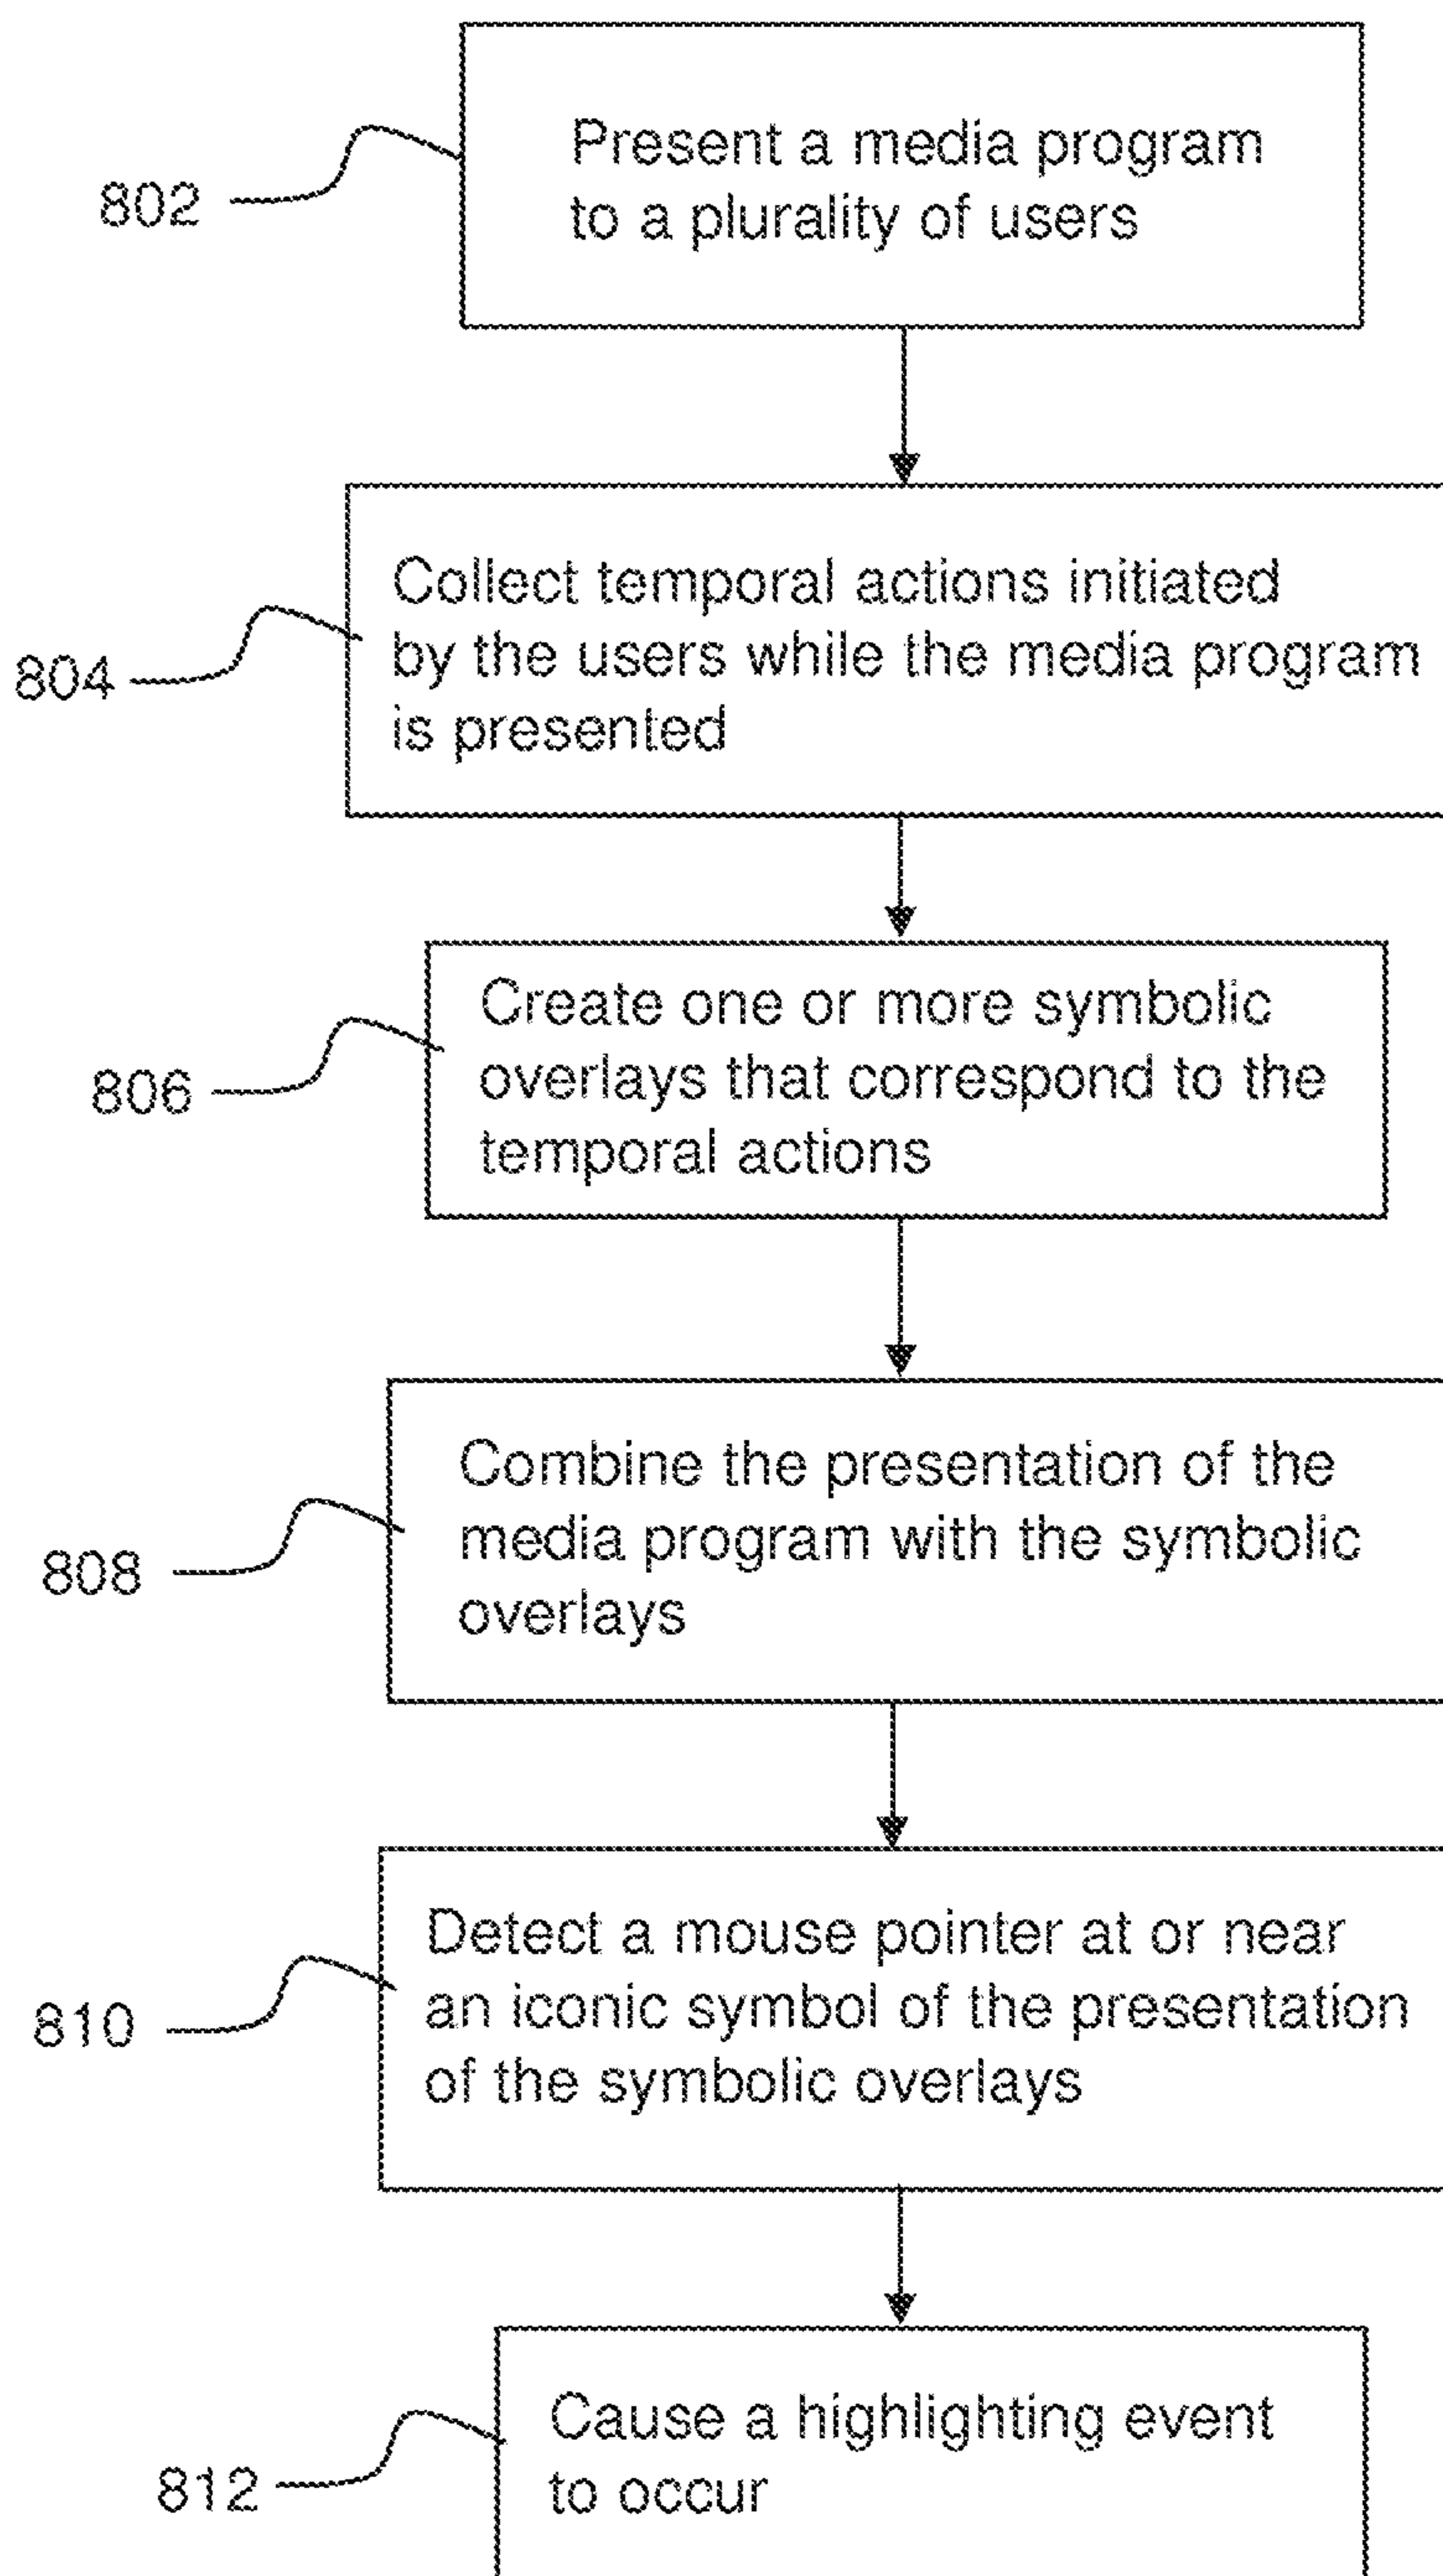 Present a media program
to a plurality of users
802
Collect temporal actions initiated
by the users while the media program
is presented
804
Create one or more symbolic
overlays that correspond to the
temporal actions
806
Combine the presentation of the
media program with the symbolic
overlays
808
Detect a mouse pointer at or near
an iconic symbol of the presentation
of the symbolic overlays
810
Cause a highlighting event
to occur
812